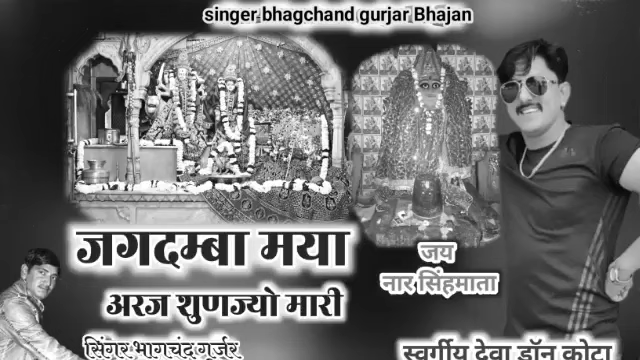 singer bhagchand gurjar Bhajan
जगदम्बा मया
अरज शुणज्यो मारी
सिंगर भागचंद गुर्जर
जय
नार सिंहमाता
स्वर्गीय देवा डॉन कोटा